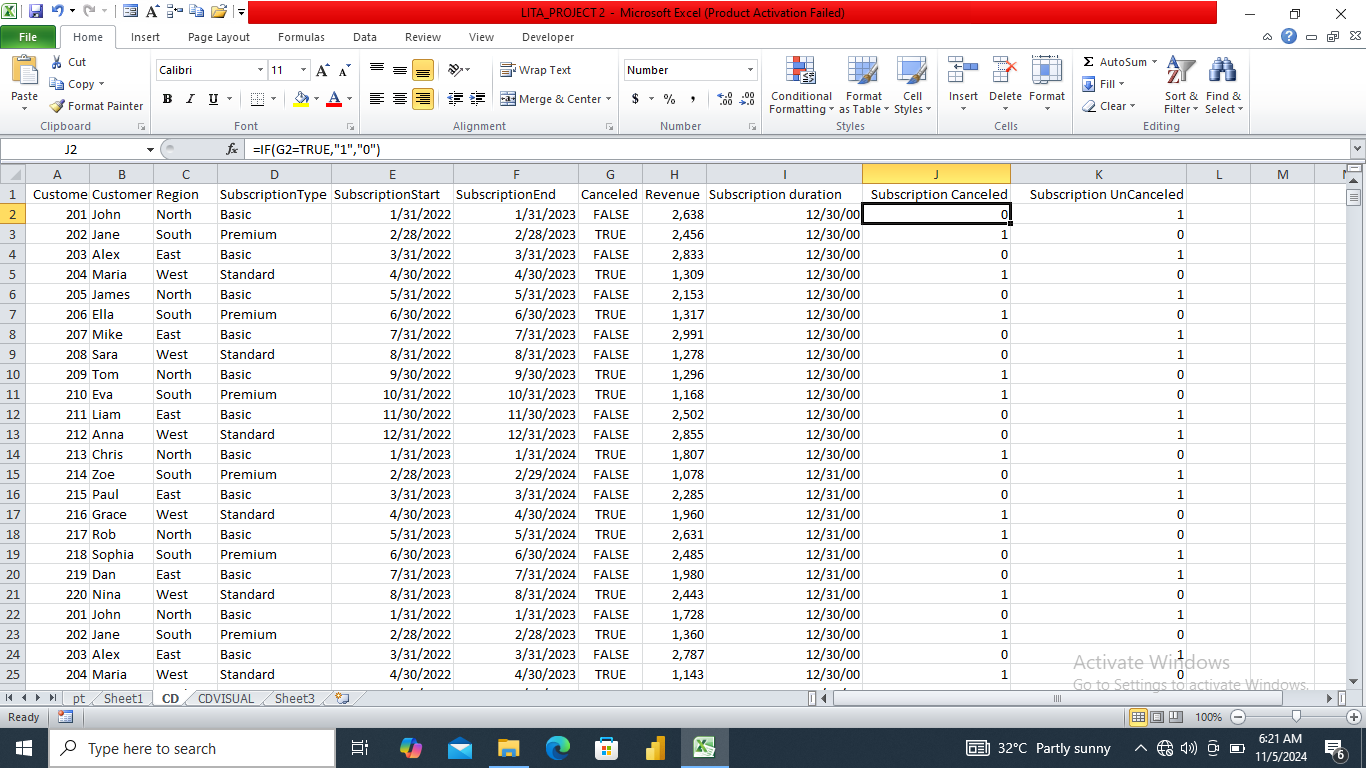 LITA_PROJECT 2 - Microsoft Excel (Product Activation Failed)
File Home Insert Page Layout Formulas Data Review View Developer
Paste Cut Copy Format Painter Clipboard
Calibri 11 B I U A Font
Wrap Text Merge & Center Alignment
Number $ % , Number
Conditional Formatting Format as Table Cell Styles Styles
Insert Delete Format Cells
AutoSum Fill Clear Sort & Filter Find & Select Editing
J2 fx =IF(G2=TRUE,"1","0")
A B C D E F G H I J K L M
1 Custome Customer Region SubscriptionType SubscriptionStart SubscriptionEnd Canceled Revenue Subscription duration Subscription Canceled Subscription UnCanceled
2 201 John North Basic 1/31/2022 1/31/2023 FALSE 2,638 12/30/00 0 1
3 202 Jane South Premium 2/28/2022 2/28/2023 TRUE 2,456 12/30/00 1 0
4 203 Alex East Basic 3/31/2022 3/31/2023 FALSE 2,833 12/30/00 0 1
5 204 Maria West Standard 4/30/2022 4/30/2023 TRUE 1,309 12/30/00 1 0
6 205 James North Basic 5/31/2022 5/31/2023 FALSE 2,153 12/30/00 0 1
7 206 Ella South Premium 6/30/2022 6/30/2023 TRUE 1,317 12/30/00 1 0
8 207 Mike East Basic 7/31/2022 7/31/2023 FALSE 2,991 12/30/00 0 1
9 208 Sara West Standard 8/31/2022 8/31/2023 FALSE 1,278 12/30/00 0 1
10 209 Tom North Basic 9/30/2022 9/30/2023 TRUE 1,296 12/30/00 1 0
11 210 Eva South Premium 10/31/2022 10/31/2023 TRUE 1,168 12/30/00 1 0
12 211 Liam East Basic 11/30/2022 11/30/2023 FALSE 2,502 12/30/00 0 1
13 212 Anna West Standard 12/31/2022 12/31/2023 FALSE 2,855 12/30/00 0 1
14 213 Chris North Basic 1/31/2023 1/31/2024 TRUE 1,807 12/30/00 1 0
15 214 Zoe South Premium 2/28/2023 2/29/2024 FALSE 1,078 12/31/00 0 1
16 215 Paul East Basic 3/31/2023 3/31/2024 FALSE 2,285 12/31/00 0 1
17 216 Grace West Standard 4/30/2023 4/30/2024 TRUE 1,960 12/31/00 1 0
18 217 Rob North Basic 5/31/2023 5/31/2024 TRUE 2,631 12/31/00 1 0
19 218 Sophia South Premium 6/30/2023 6/30/2024 FALSE 2,485 12/31/00 0 1
20 219 Dan East Basic 7/31/2023 7/31/2024 FALSE 1,980 12/31/00 0 1
21 220 Nina West Standard 8/31/2023 8/31/2024 TRUE 2,443 12/31/00 1 0
22 201 John North Basic 1/31/2022 1/31/2023 FALSE 1,728 12/30/00 0 1
23 202 Jane South Premium 2/28/2022 2/28/2023 TRUE 1,360 12/30/00 1 0
24 203 Alex East Basic 3/31/2022 3/31/2023 FALSE 2,787 12/30/00 0 1
25 204 Maria West Standard 4/30/2022 4/30/2023 TRUE 1,143 12/30/00 1 0
Activate Windows
Go to Settings to activate Windows.
pt Sheet1 CD CDVISUAL Sheet3
Ready 100%
Type here to search 32°C Partly sunny 6:21 AM
11/5/2024 6